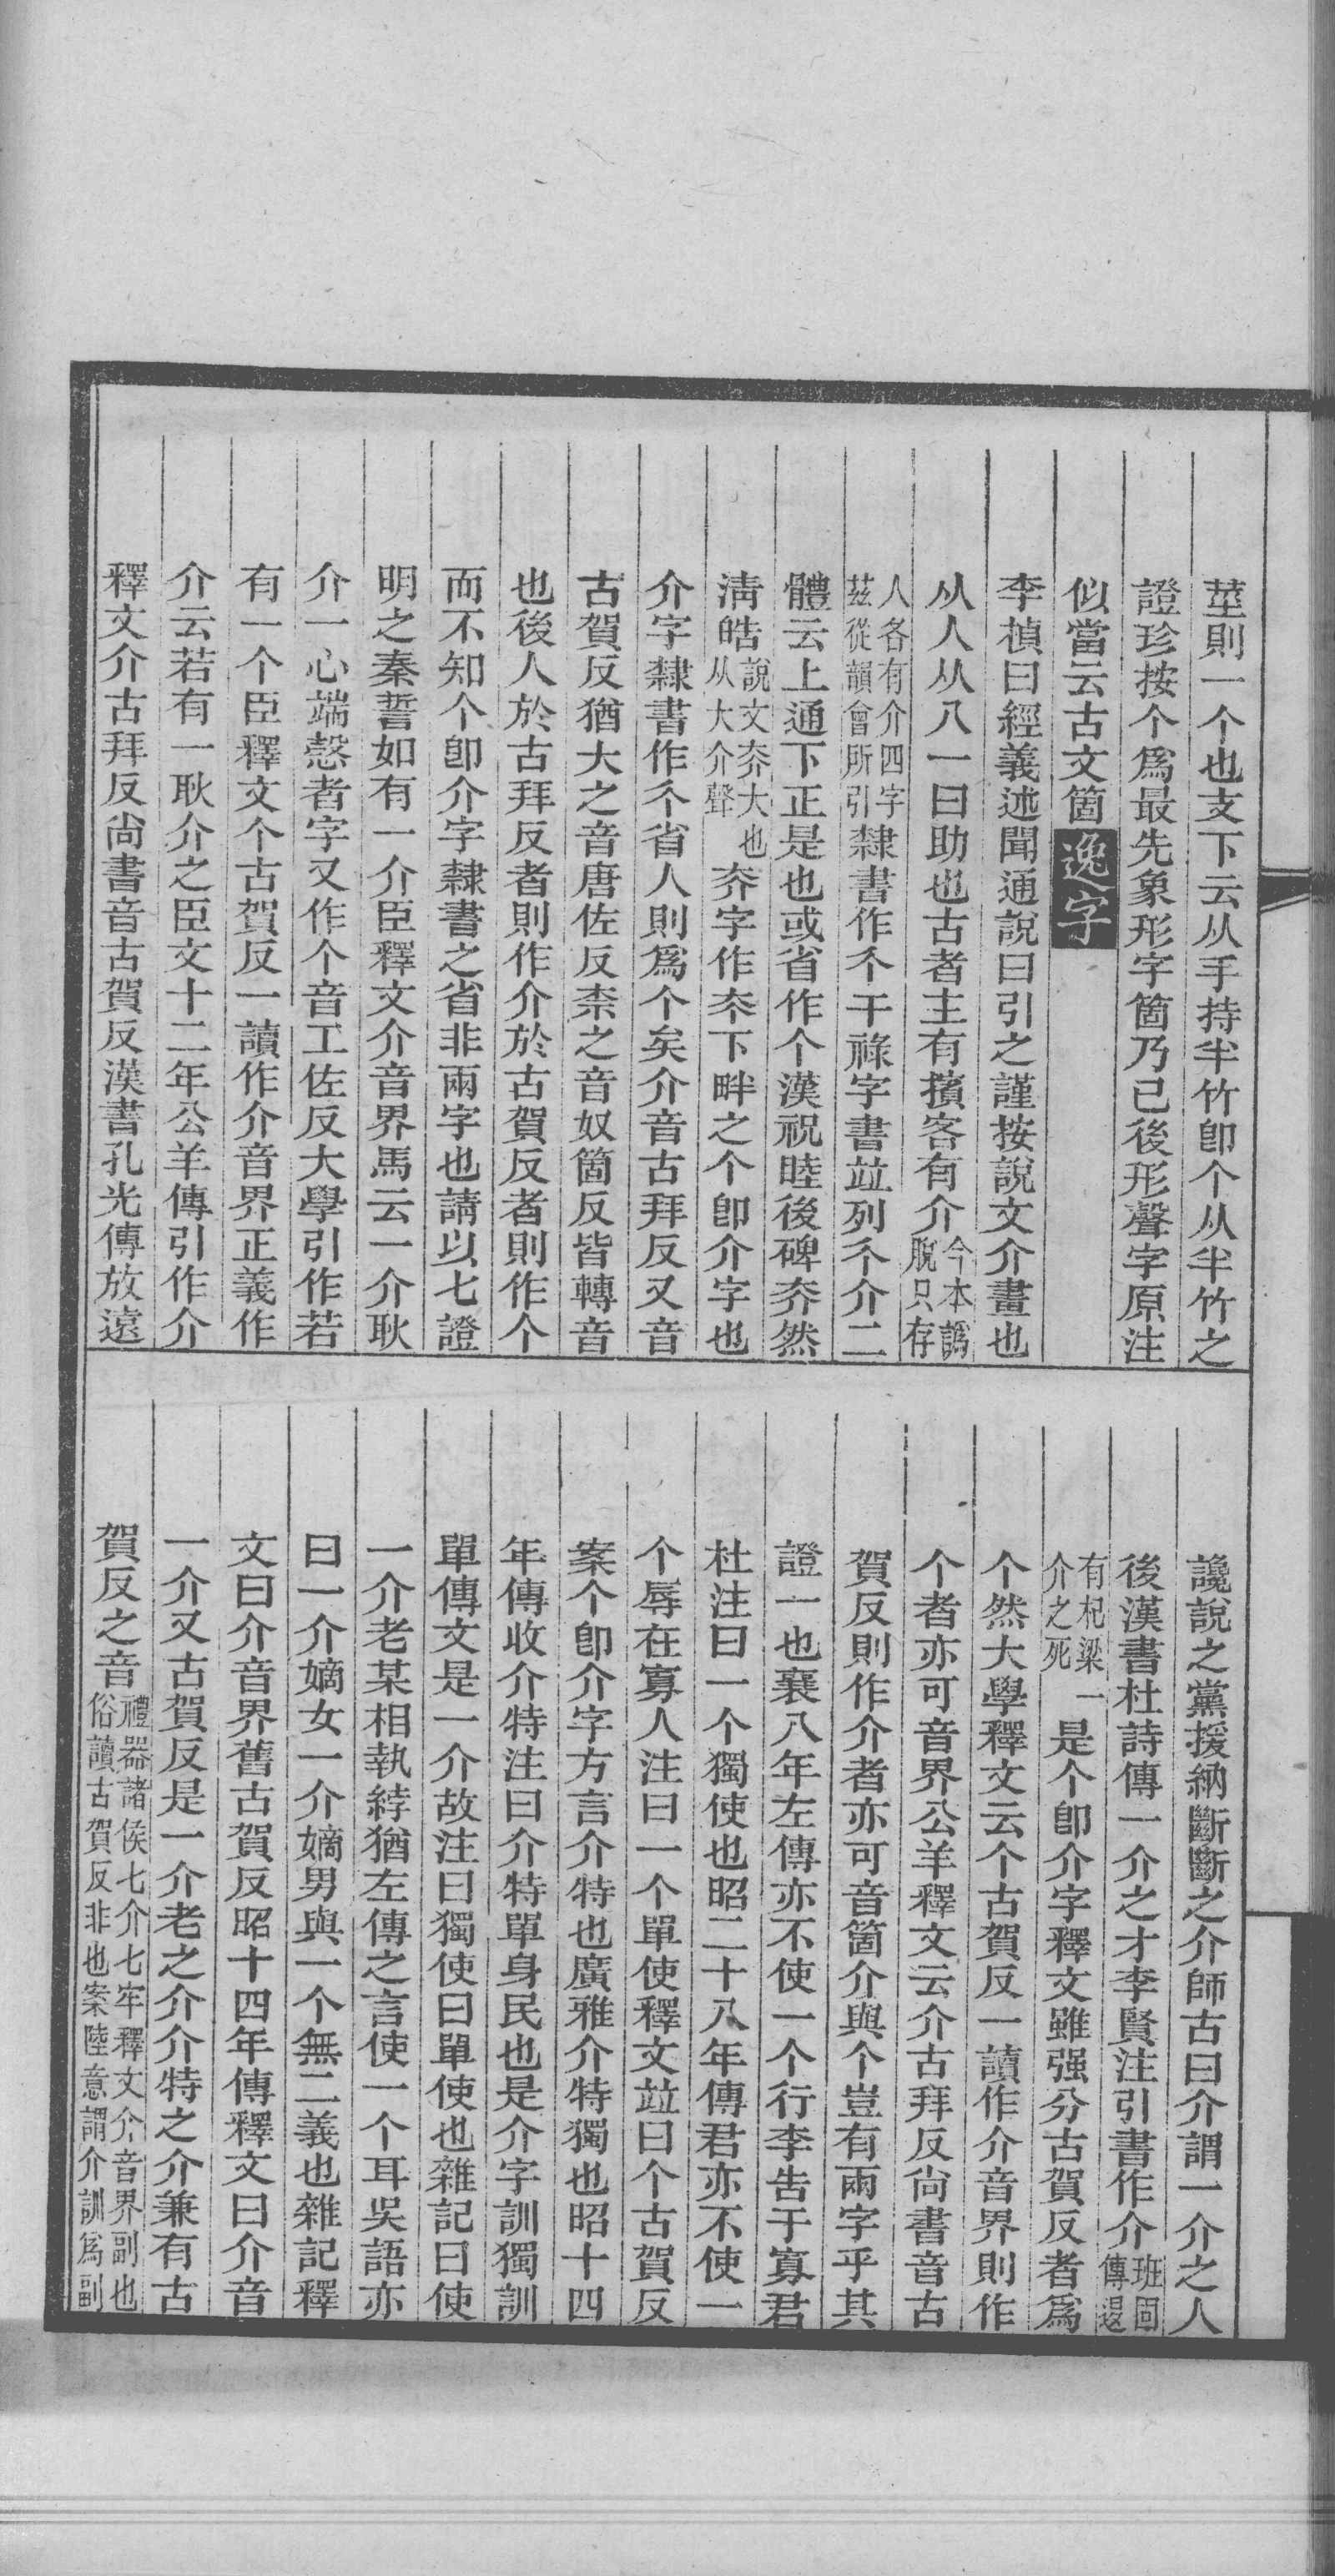 莖則一个也支下云从手持半竹卽个从半竹之
證珍按个爲最先象形字箇乃已後形聲字原注
似當云古文箇逸字
李楨曰經義述聞通說曰引之謹按說文介畫也
从人从八一曰助也古者主有擯客有介今本譌脫只存
人各有介四字茲從韻會所引隸書作𠆩干祿字書竝列𠆩介二
體云上通下正是也或省作个漢祝睦後碑夰然
淸皓說文夰大也从大介聲夰字作夲下畔之个卽介字也
介字隸書作𠆩省人則爲个矣介音古拜反又音
古賀反猶大之音唐佐反柰之音奴箇反皆轉音
也後人於古拜反者則作介於古賀反者則作个
而不知个卽介字隸書之省非兩字也請以七證
明之秦誓如有一介臣釋文介音界馬云一介耿
介一心端愨者字又作个音工佐反大學引作若
有一个臣釋文个古賀反一讀作介音界正義作
介云若有一耿介之臣文十二年公羊傳引作介
釋文介古拜反尙書音古賀反漢書孔光傳放遠
讒說之黨援納斷斷之介師古曰介謂一介之人
後漢書杜詩傳一介之才李賢注引書作介班固傳遐
有杞梁一介之死是个卽介字釋文雖强分古賀反者爲
个然大學釋文云个古賀反一讀作介音界則作
个者亦可音界公羊釋文云介古拜反尙書音古
賀反則作介者亦可音箇介與个豈有兩字乎其
證一也襄八年左傳亦不使一个行李告于寡君
杜注曰一个獨使也昭二十八年傳君亦不使一
个辱在寡人注曰一个單使釋文竝曰个古賀反
案个卽介字方言介特也廣雅介特獨也昭十四
年傳收介特注曰介特單身民也是介字訓獨訓
單傳文是一介故注曰獨使曰單使也雜記曰使
一介老某相執綍猶左傳之言使一个耳吳語亦
曰一介嫡女一介嫡男與一个無二義也雜記釋
文曰介音界舊古賀反昭十四年傳釋文曰介音
一介又古賀反是一介老之介介特之介兼有古
賀反之音禮器諸侯七介七牢釋文介音界副也俗讀古賀反非也案陸意謂介訓爲副